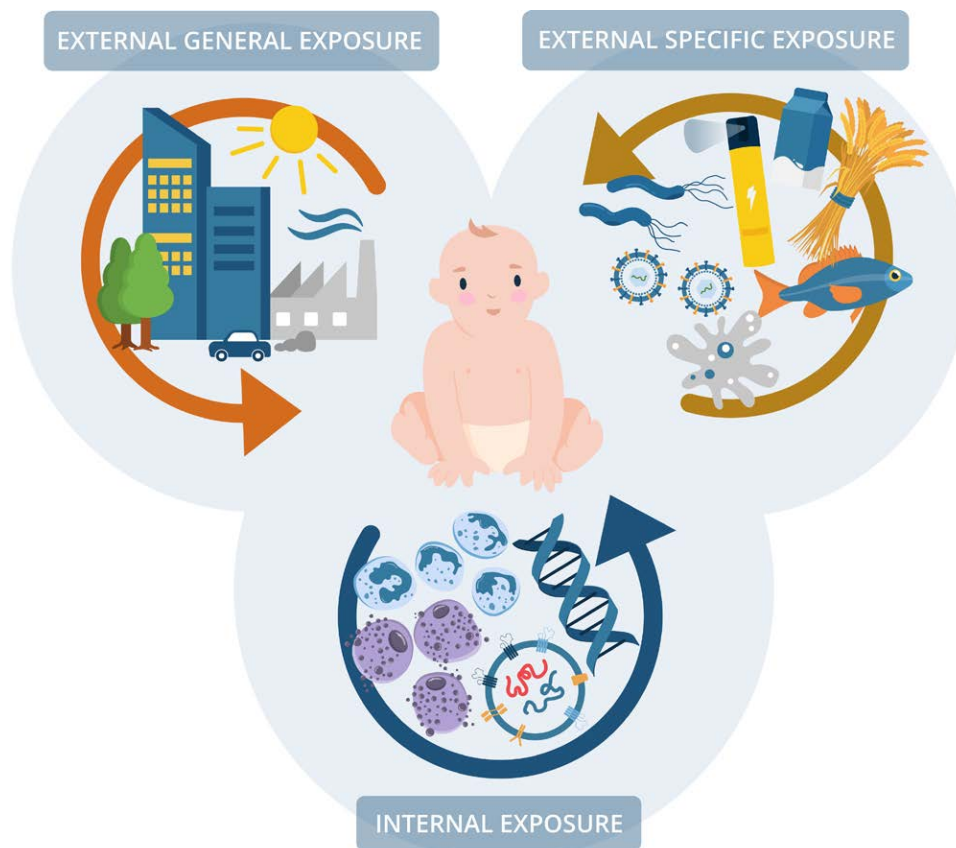 EXTERNAL GENERAL EXPOSURE
EXTERNAL SPECIFIC EXPOSURE
INTERNAL EXPOSURE